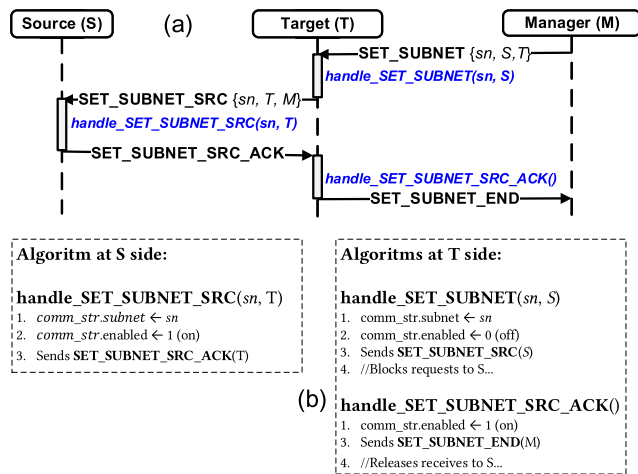 Source (S)
(a)
Target (T)
Manager (M)
SET_SUBNET {sn, S,T}
handle_SET_SUBNET(sn, S)
SET_SUBNET_SRC {sn, T, M}
handle_SET_SUBNET_SRC(sn, T)
SET_SUBNET_SRC_ACK
handle_SET_SUBNET_SRC_ACK()
SET_SUBNET_END
Algoritm at S side:
handle_SET_SUBNET_SRC(sn, T)
1. comm_str.subnet ← sn
2. comm_str.enabled ← 1 (on)
3. Sends SET_SUBNET_SRC_ACK(T)
(b)
Algoritms at T side:
handle_SET_SUBNET(sn, S)
1. comm_str.subnet ← sn
2. comm_str.enabled ← 0 (off)
3. Sends SET_SUBNET_SRC(S)
4. //Blocks requests to S...
handle_SET_SUBNET_SRC_ACK()
1. comm_str.enabled ← 1 (on)
3. Sends SET_SUBNET_END(M)
4. //Releases receives to S...